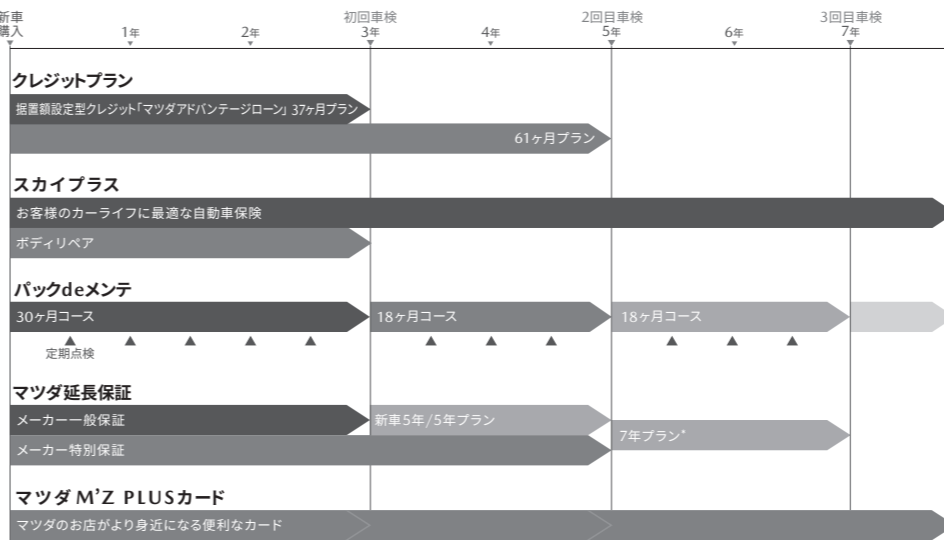 新車
購入
1年
2年
初回車検
3年
4年
2回目車検
5年
6年
3回目車検
7年
クレジットプラン
据置額設定型クレジット「マツダアドバンテージローン」 37ヶ月プラン
61ヶ月プラン
スカイプラス
お客様のカーライフに最適な自動車保険
ボディリペア
パックdeメンテ
30ヶ月コース
18ヶ月コース
18ヶ月コース
定期点検
マツダ延長保証
メーカー一般保証
新車5年/5年プラン
7年プラン*
メーカー特別保証
マツダ M'Z PLUSカード
マツダのお店がより身近になる便利なカード